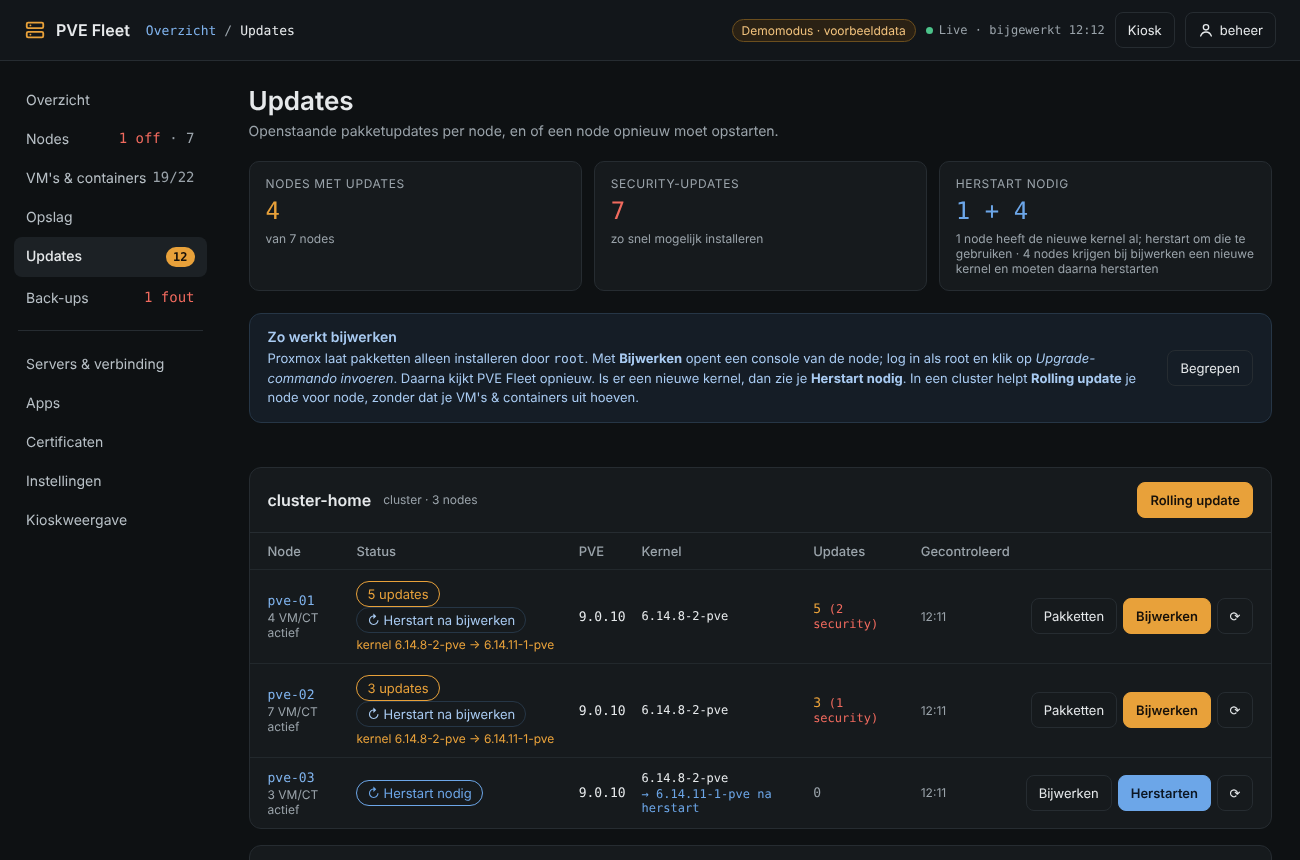 PVE Fleet Overzicht / Updates
Demomodus · voorbeelddata
Live · bijgewerkt 12:12
Kiosk
beheer
Overzicht
Nodes 1 off · 7
VM's & containers 19/22
Opslag
Updates 12
Back-ups 1 fout
Servers & verbinding
Apps
Certificaten
Instellingen
Kioskweergave
Updates
Openstaande pakketupdates per node, en of een node opnieuw moet opstarten.
NODES MET UPDATES
4
van 7 nodes
SECURITY-UPDATES
7
zo snel mogelijk installeren
HERSTART NODIG
1 + 4
1 node heeft de nieuwe kernel al; herstart om die te
gebruiken · 4 nodes krijgen bij bijwerken een nieuwe
kernel en moeten daarna herstarten
Zo werkt bijwerken
Proxmox laat pakketten alleen installeren door root. Met Bijwerken opent een console van de node; log in als root en klik op Upgrade-
commando invoeren. Daarna kijkt PVE Fleet opnieuw. Is er een nieuwe kernel, dan zie je Herstart nodig. In een cluster helpt Rolling update je
node voor node, zonder dat je VM's & containers uit hoeven.
Begrepen
cluster-home cluster · 3 nodes
Rolling update
Node Status PVE Kernel Updates Gecontroleerd
pve-01
4 VM/CT
actief
5 updates
↻ Herstart na bijwerken
kernel 6.14.8-2-pve → 6.14.11-1-pve
9.0.10
6.14.8-2-pve
5 (2
security)
12:11
Pakketten
Bijwerken
⟳
pve-02
7 VM/CT
actief
3 updates
↻ Herstart na bijwerken
kernel 6.14.8-2-pve → 6.14.11-1-pve
9.0.10
6.14.8-2-pve
3 (1
security)
12:11
Pakketten
Bijwerken
⟳
pve-03
3 VM/CT
actief
↻ Herstart nodig
9.0.10
6.14.8-2-pve
→ 6.14.11-1-pve na
herstart
0
12:11
Bijwerken
Herstarten
⟳